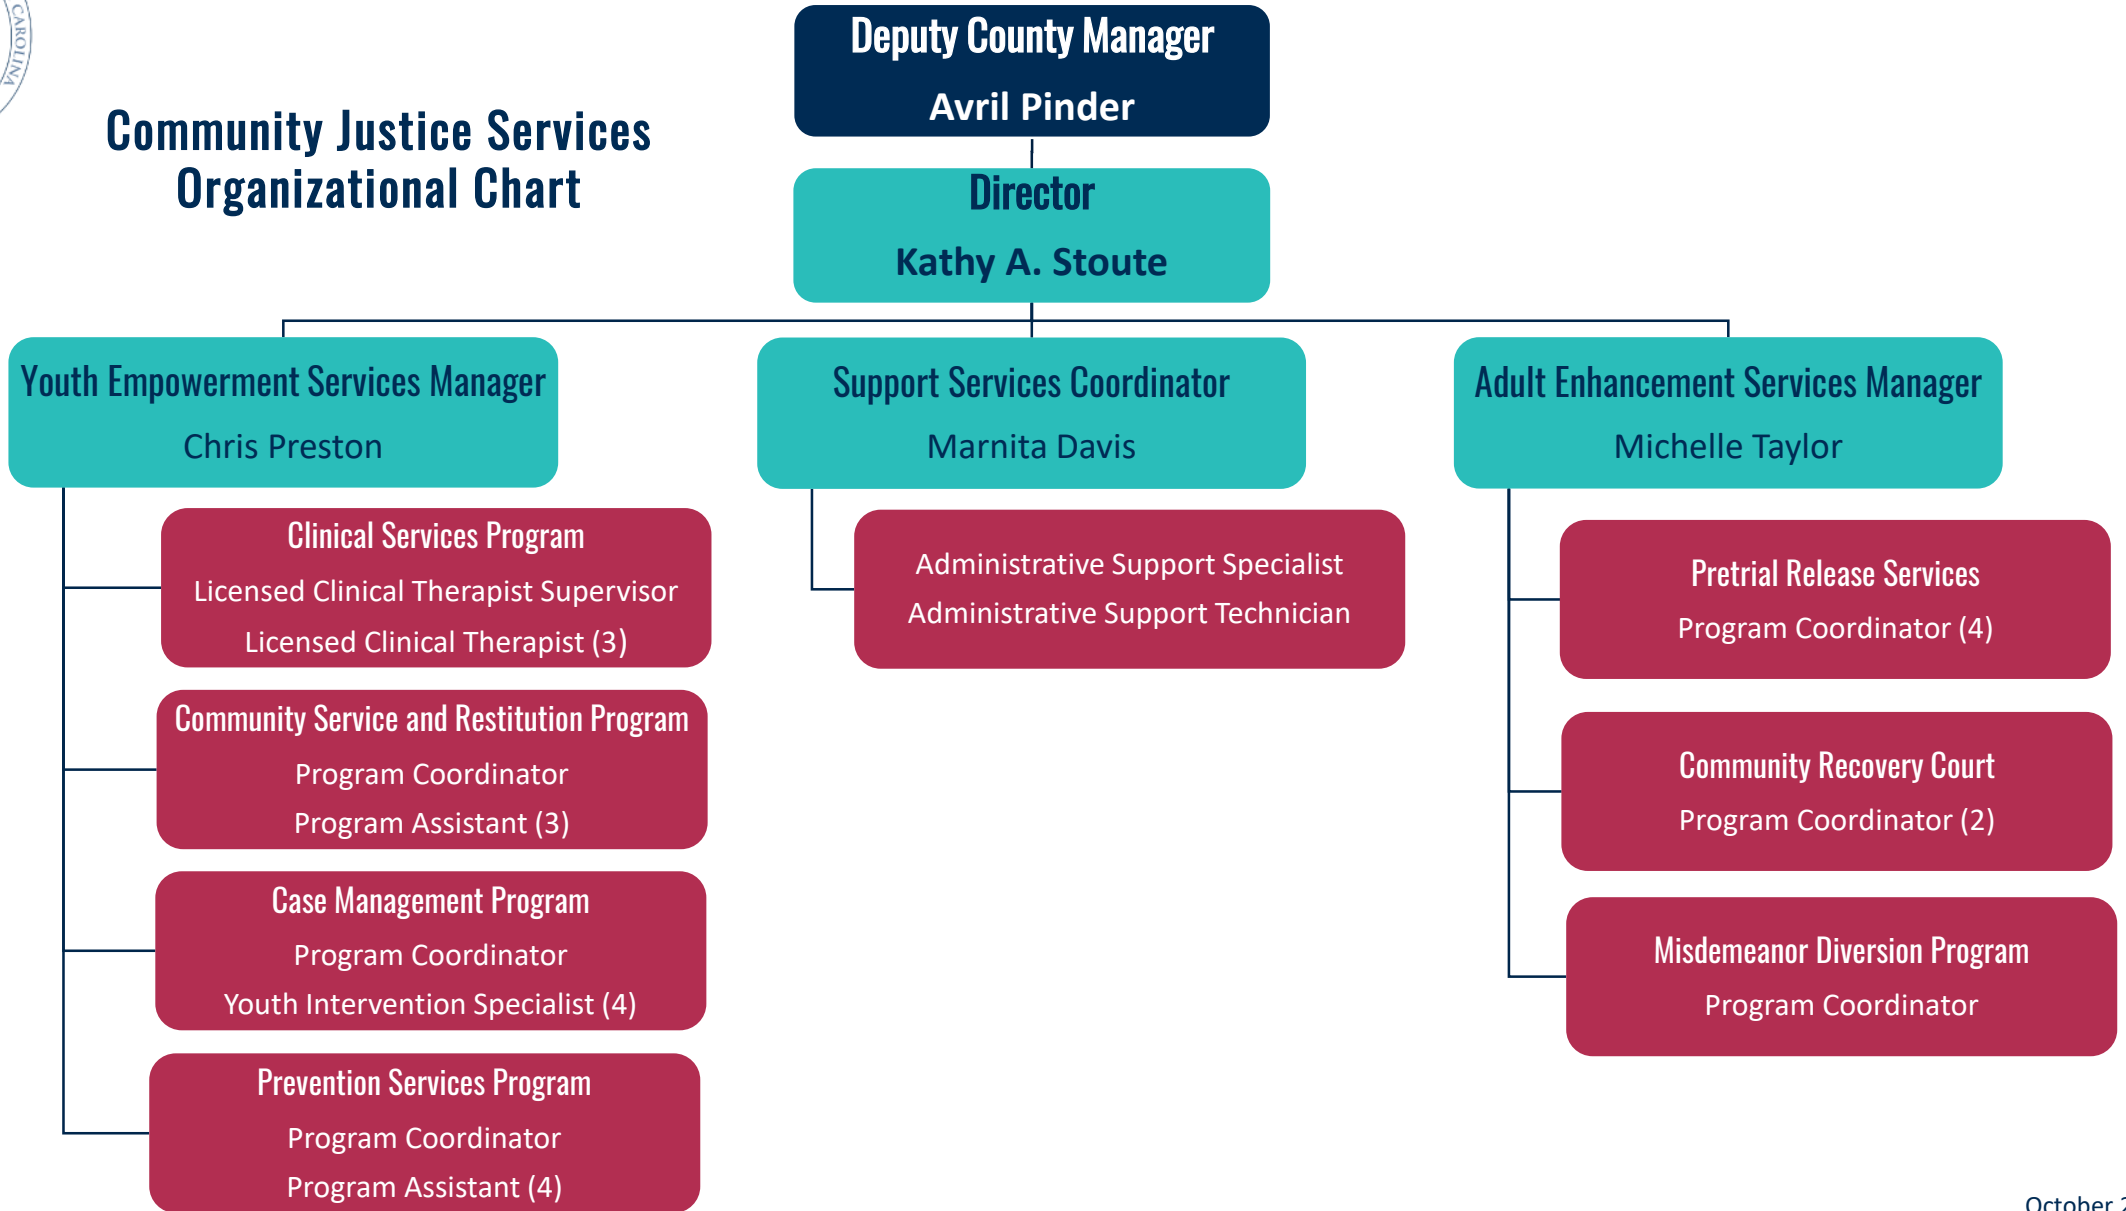 CAROLINA
Community Justice Services
Organizational Chart
Deputy County Manager
Avril Pinder
Director
Kathy A. Stoute
Youth Empowerment Services Manager
Chris Preston
Clinical Services Program
Licensed Clinical Therapist Supervisor
Licensed Clinical Therapist (3)
Community Service and Restitution Program
Program Coordinator
Program Assistant (3)
Case Management Program
Program Coordinator
Youth Intervention Specialist (4)
Prevention Services Program
Program Coordinator
Program Assistant (4)
Support Services Coordinator
Marnita Davis
Administrative Support Specialist
Administrative Support Technician
Adult Enhancement Services Manager
Michelle Taylor
Pretrial Release Services
Program Coordinator (4)
Community Recovery Court
Program Coordinator (2)
Misdemeanor Diversion Program
Program Coordinator
October